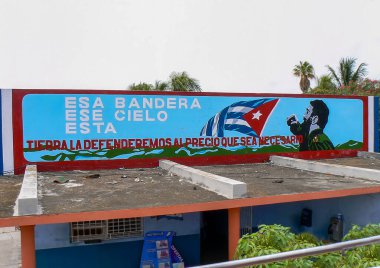 ESA BANDERA
ESE CIELO
ESTA
TIERRA LA DEFENDEREMOS AL PRECIO QUE SEA NECESARIO